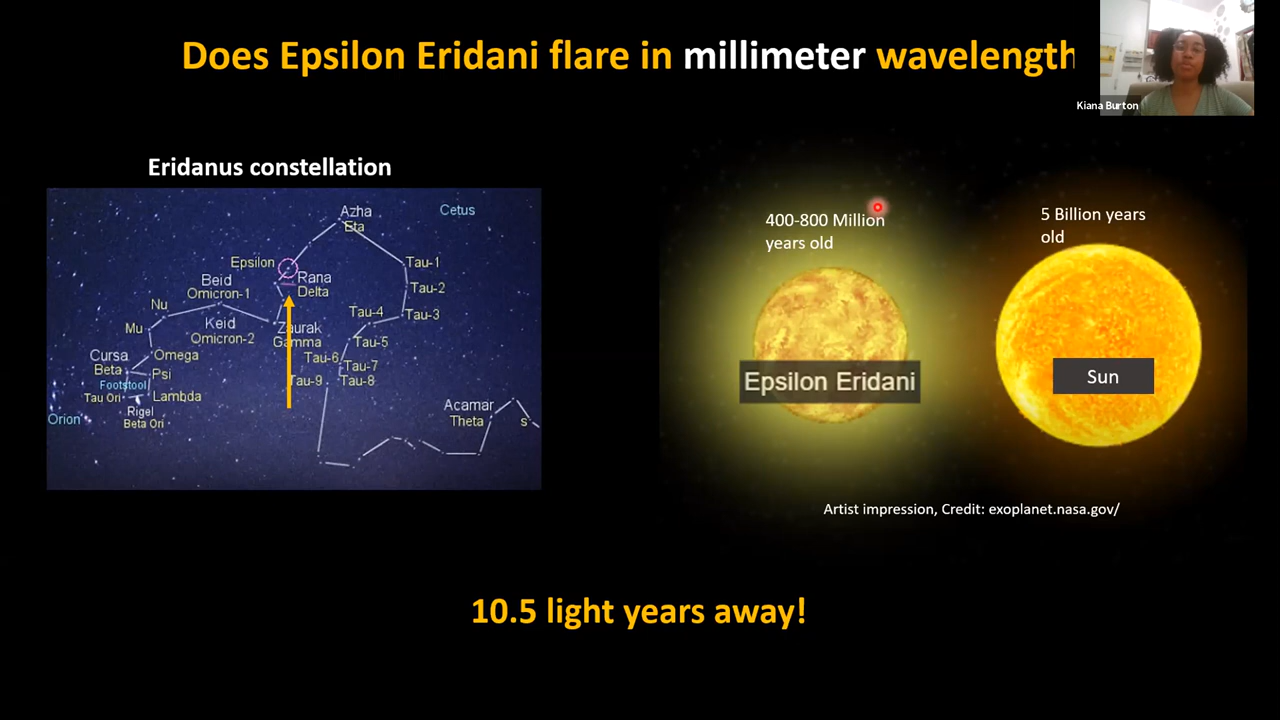 Does Epsilon Eridani flare in millimeter wavelength
Kiana Burton
Eridanus constellation
Azha
Eta
Cetus
Epsilon
Rana
Delta
Tau-1
Beid
Omicron-1
Tau-2
Nu
Tau-4
Tau-3
Mu
Keid
Omicron-2
Zaurak
Gamma
Tau-5
Cursa
Beta
Omega
Tau-6
Tau-7
Psi
Tau-9
Tau-8
Footstool
Tau Ori
Lambda
Rigel
Beta Ori
Orion
Acamar
Theta
s
400-800 Million
years old
5 Billion years
old
Epsilon Eridani
Sun
Artist impression, Credit: exoplanet.nasa.gov/
10.5 light years away!